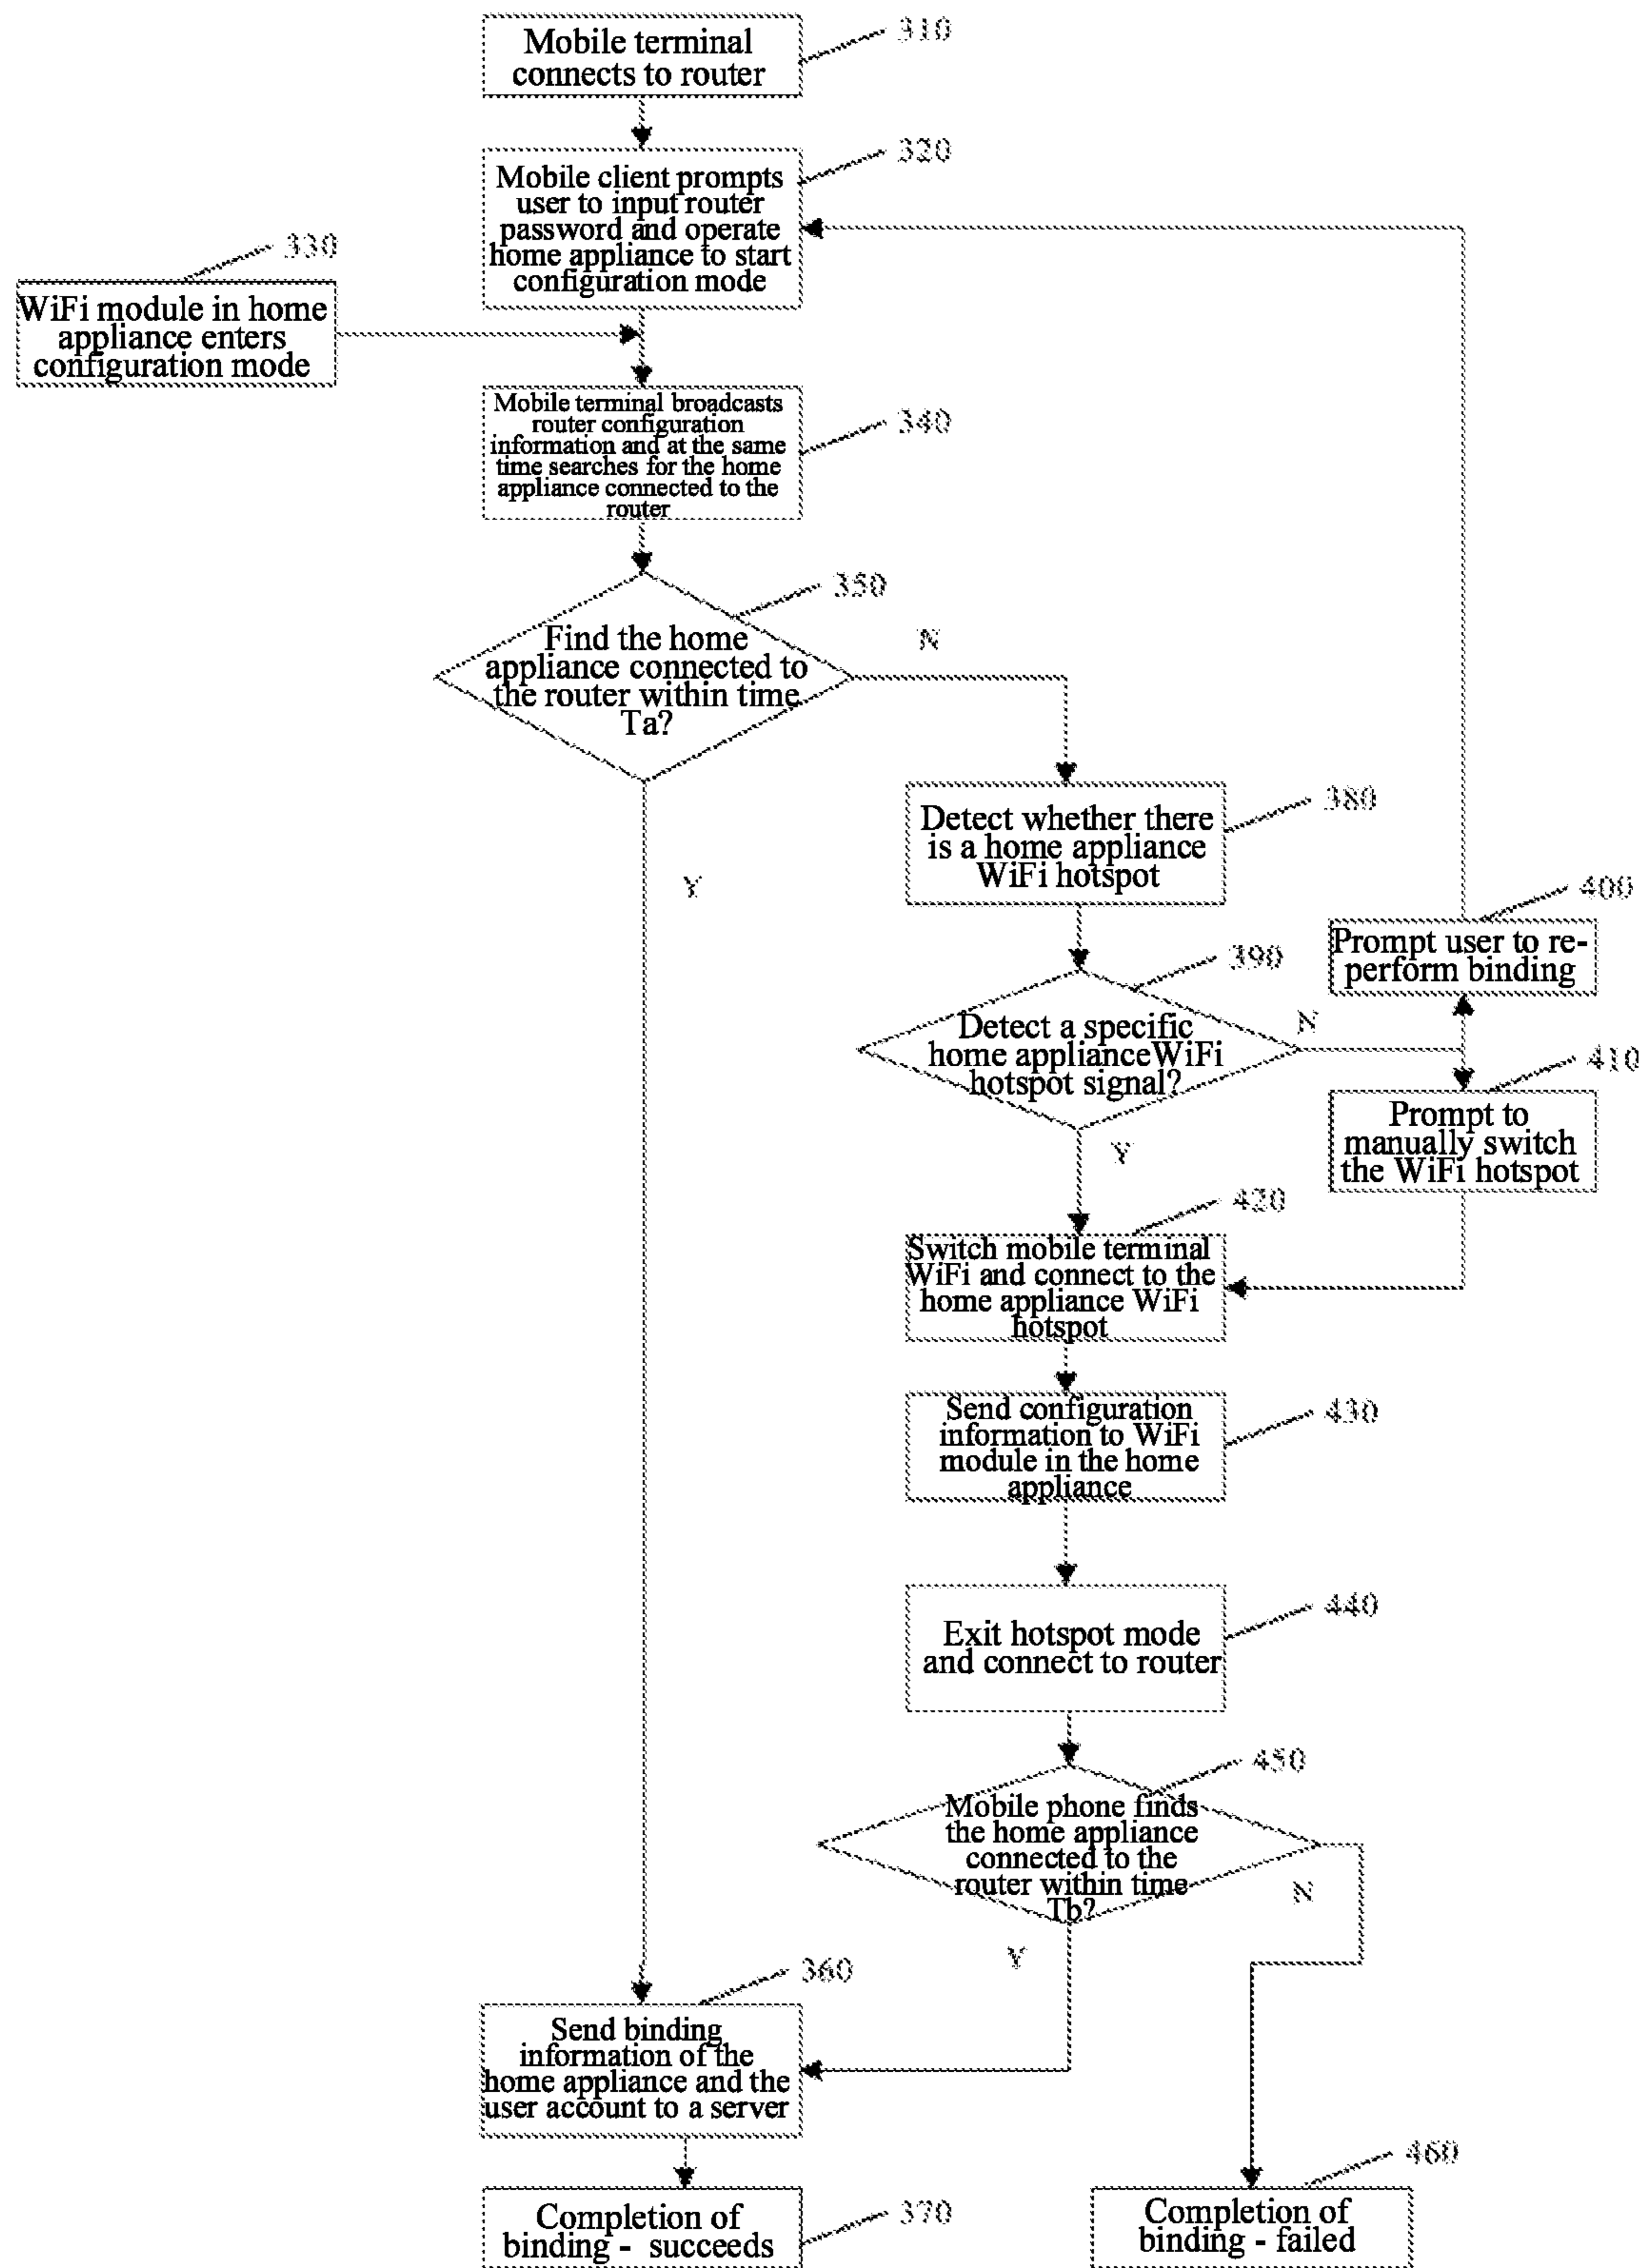 Mobile terminal
connects to router
310
Mobile client prompts
user to input router
password and operate
home appliance to start
configuration mode
320
WiFi module in home
appliance enters
configuration mode
330
Mobile terminal broadcasts
router configuration
information and at the same
time searches for the home
appliance connected to the
router
340
Find the home
appliance connected to
the router within time
Ta?
350
N
Y
Detect whether there
is a home appliance
WiFi hotspot
380
Prompt user to re-
perform binding
400
Detect a specific
home applianceWiFi
hotspot signal?
390
N
Y
Prompt to
manually switch
the WiFi hotspot
410
Switch mobile terminal
WiFi and connect to the
home appliance WiFi
hotspot
420
Send configuration
information to WiFi
module in the home
appliance
430
Exit hotspot mode
and connect to router
440
Mobile phone finds
the home appliance
connected to the
router within time
Tb?
450
N
Y
Send binding
information of the
home appliance and the
user account to a server
360
Completion of
binding - succeeds
370
Completion of
binding - failed
460